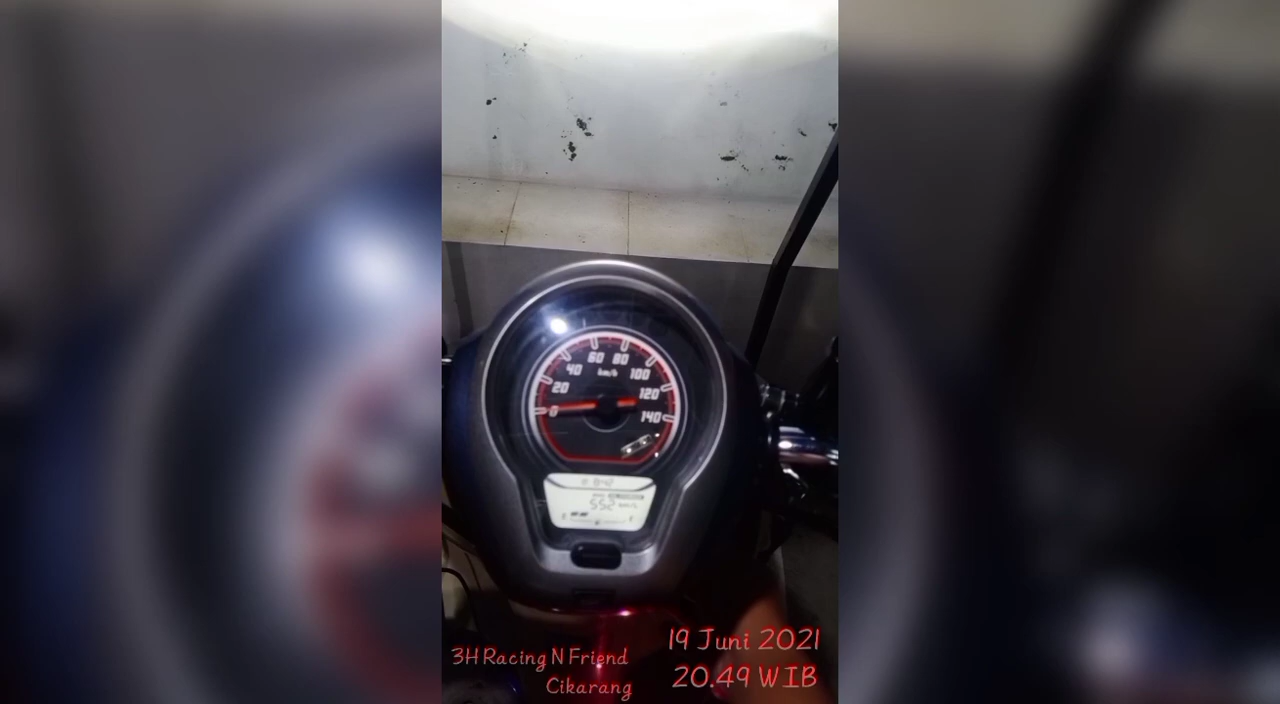 60 80
40 km/h 100
20 120
0 140
552
3H Racing N Friend
Cikarang
19 Juni 2021
20.49 WIB